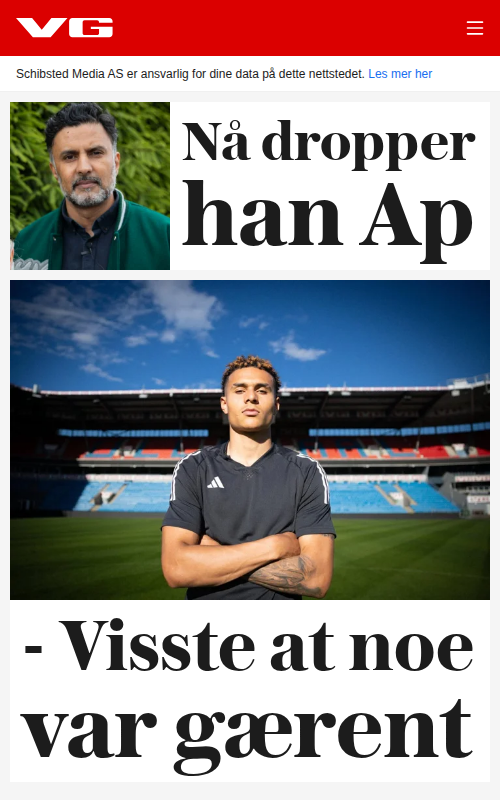 VG
Schibsted Media AS er ansvarlig for dine data på dette nettstedet. Les mer her
Nå dropper
han Ap
- Visste at noe
var gærent